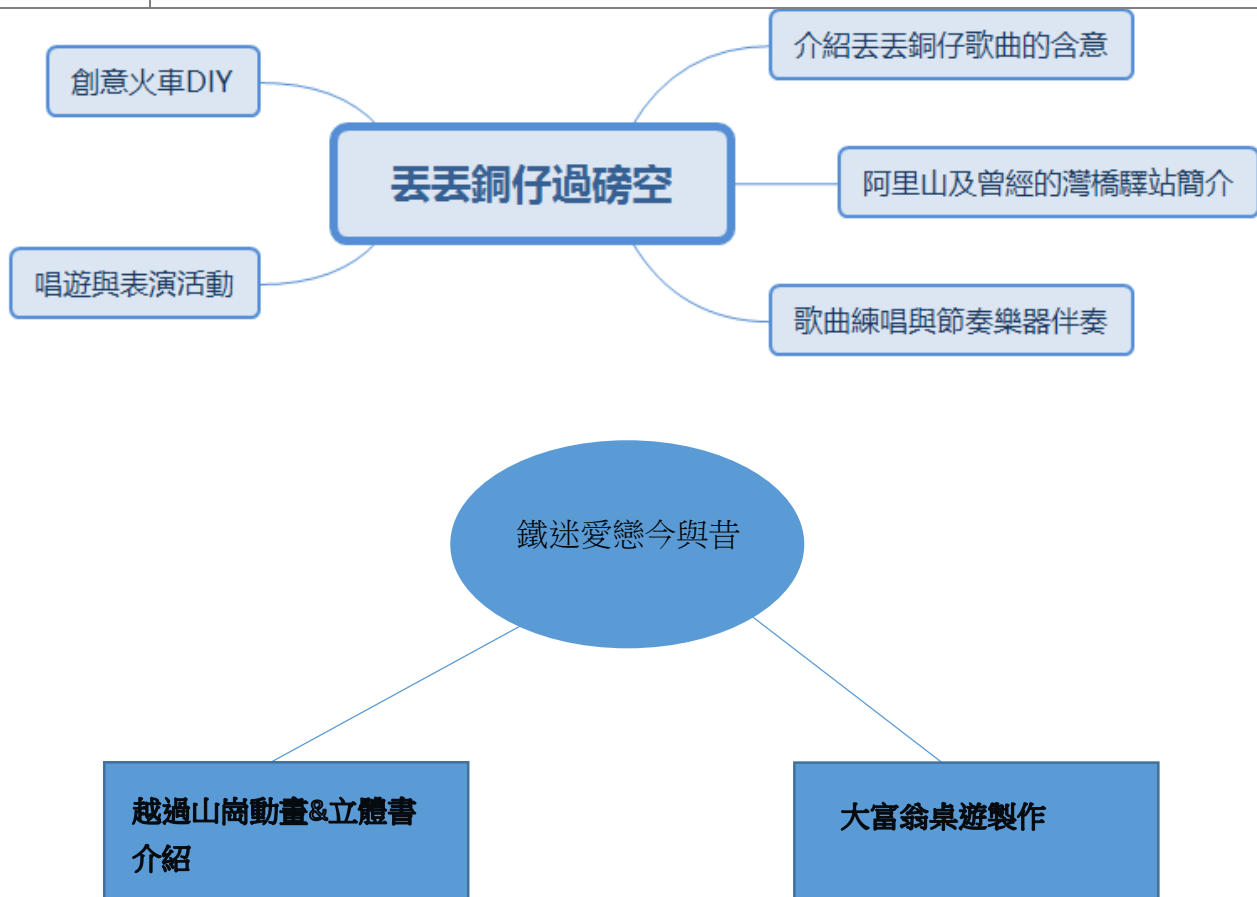 介紹丟丟銅仔歌曲的含意
創意火車DIY
丟丟銅仔過磅空
阿里山及曾經的灣橋驛站簡介
唱遊與表演活動
歌曲練唱與節奏樂器伴奏
鐵迷愛戀今與昔
越過山崗動畫&立體書
介紹
大富翁桌遊製作